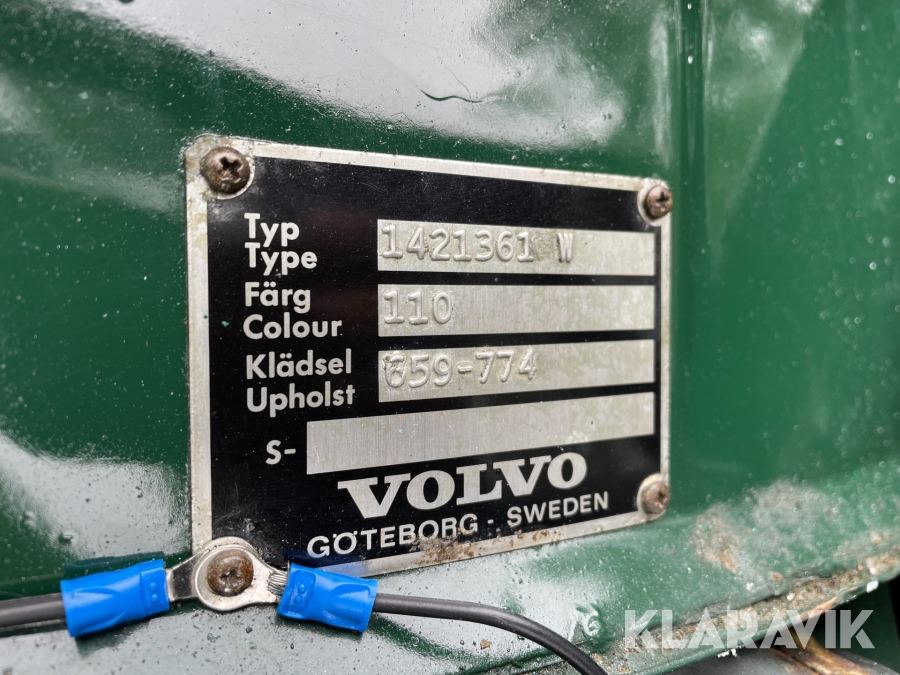 Typ
Type
1421361 W
Färg
Colour
110
Klädsel
Upholst
659-774
S-
VOLVO
GÖTEBORG - SWEDEN
KLARAVIK